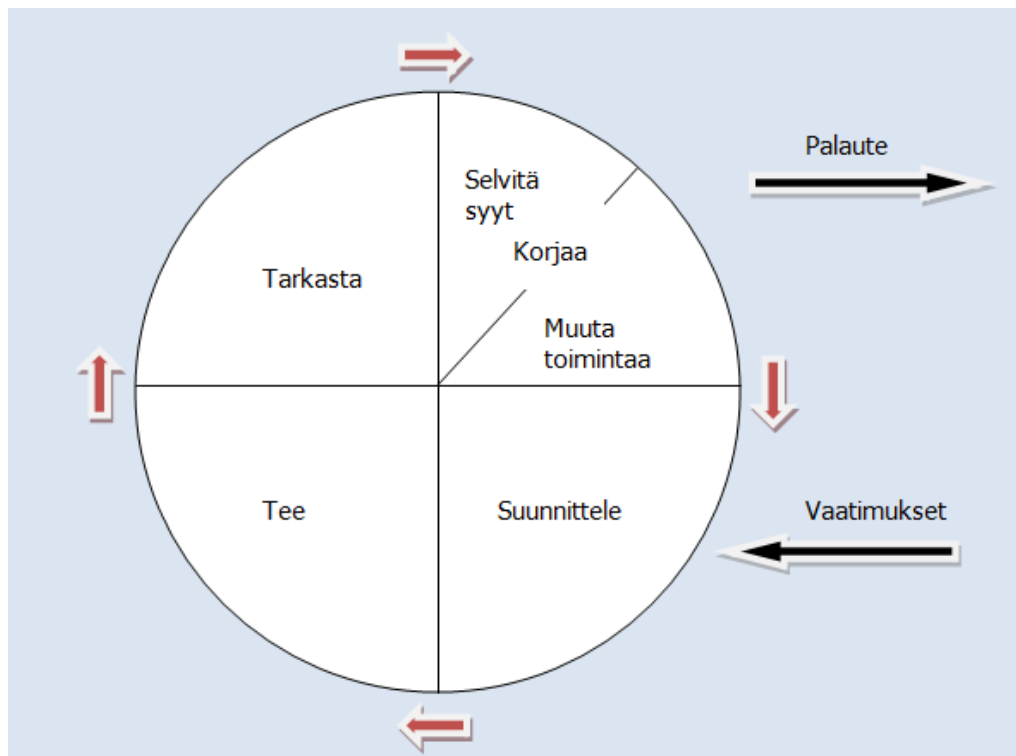 Palaute
Selvitä
syyt
Korjaa
Tarkasta
Muuta
toimintaa
Tee
Suunnittele
Vaatimukset